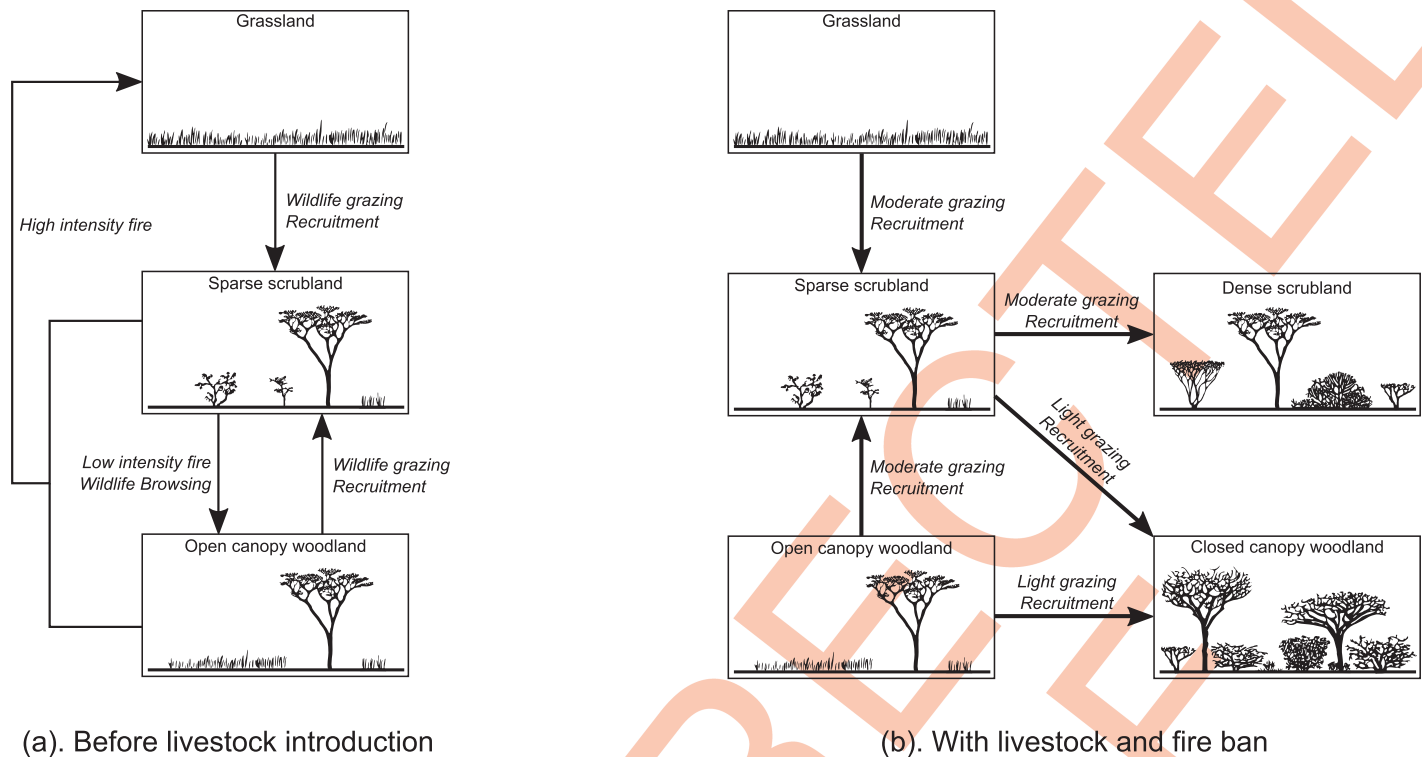 Grassland
High intensity fire
Wildlife grazing
Recruitment
Sparse scrubland
Low intensity fire
Wildlife Browsing
Wildlife grazing
Recruitment
Open canopy woodland
(a). Before livestock introduction
Grassland
Moderate grazing
Recruitment
Sparse scrubland
Moderate grazing
Recruitment
Dense scrubland
Light grazing
Recruitment
Moderate grazing
Recruitment
Open canopy woodland
Light grazing
Recruitment
Closed canopy woodland
(b). With livestock and fire ban